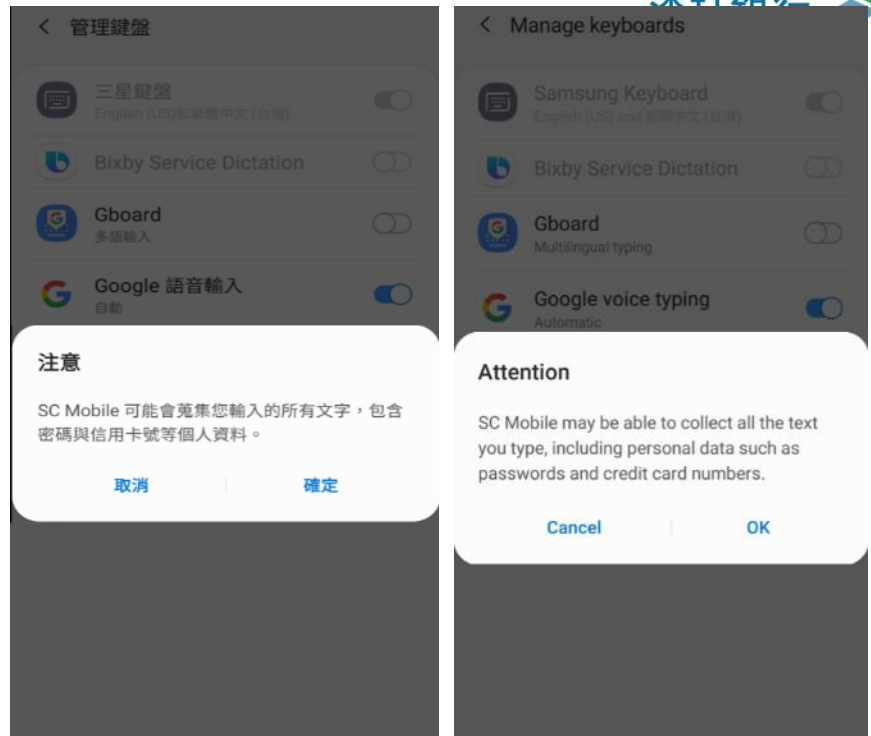 管理鍵盤
三星鍵盤
English (US)和繁體中文 (台灣)
Bixby Service Dictation
Gboard
多語輸入
Google 語音輸入
自動
注意
SC Mobile 可能會蒐集您輸入的所有文字，包含
密碼與信用卡號等個人資料。
取消
確定
Manage keyboards
Samsung Keyboard
English (US) and 繁體中文 (台灣)
Bixby Service Dictation
Gboard
Multilingual typing
Google voice typing
Automatic
Attention
SC Mobile may be able to collect all the text
you type, including personal data such as
passwords and credit card numbers.
Cancel
OK